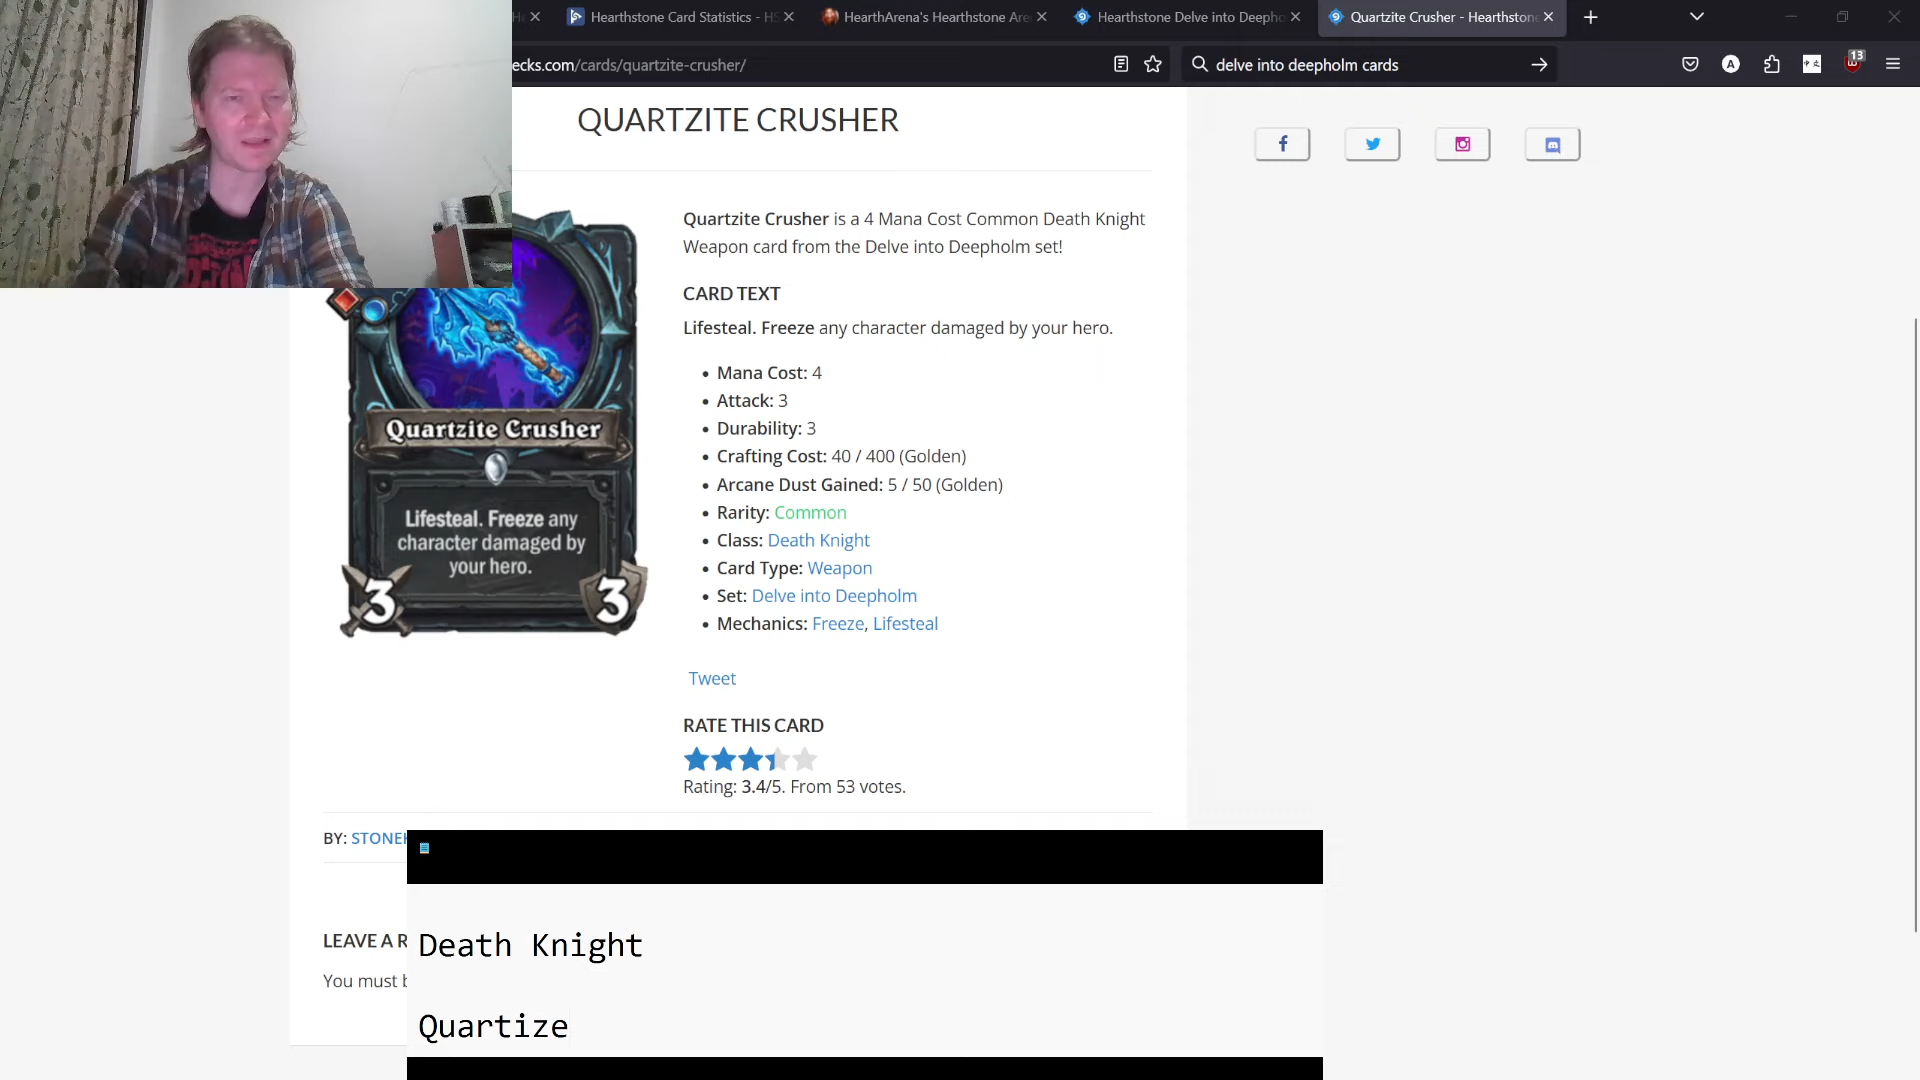 Hearthstone Card Statistics - HS
HearthArena's Hearthstone Are
Hearthstone Delve into Deepho
Quartzite Crusher - Hearthstone
ecks.com/cards/quartzite-crusher/
delve into deepholm cards
A
13
QUARTZITE CRUSHER
Quartzite Crusher is a 4 Mana Cost Common Death Knight
Weapon card from the Delve into Deepholm set!
CARD TEXT
Lifesteal. Freeze any character damaged by your hero.
Mana Cost: 4
Attack: 3
Durability: 3
Crafting Cost: 40 / 400 (Golden)
Arcane Dust Gained: 5 / 50 (Golden)
Rarity: Common
Class: Death Knight
Card Type: Weapon
Set: Delve into Deepholm
Mechanics: Freeze, Lifesteal
Quartzite Crusher
Lifesteal. Freeze any
character damaged by
your hero.
3
3
Tweet
RATE THIS CARD
Rating: 3.4/5. From 53 votes.
BY: STONEK
LEAVE A R
You must b
Death Knight
Quartize